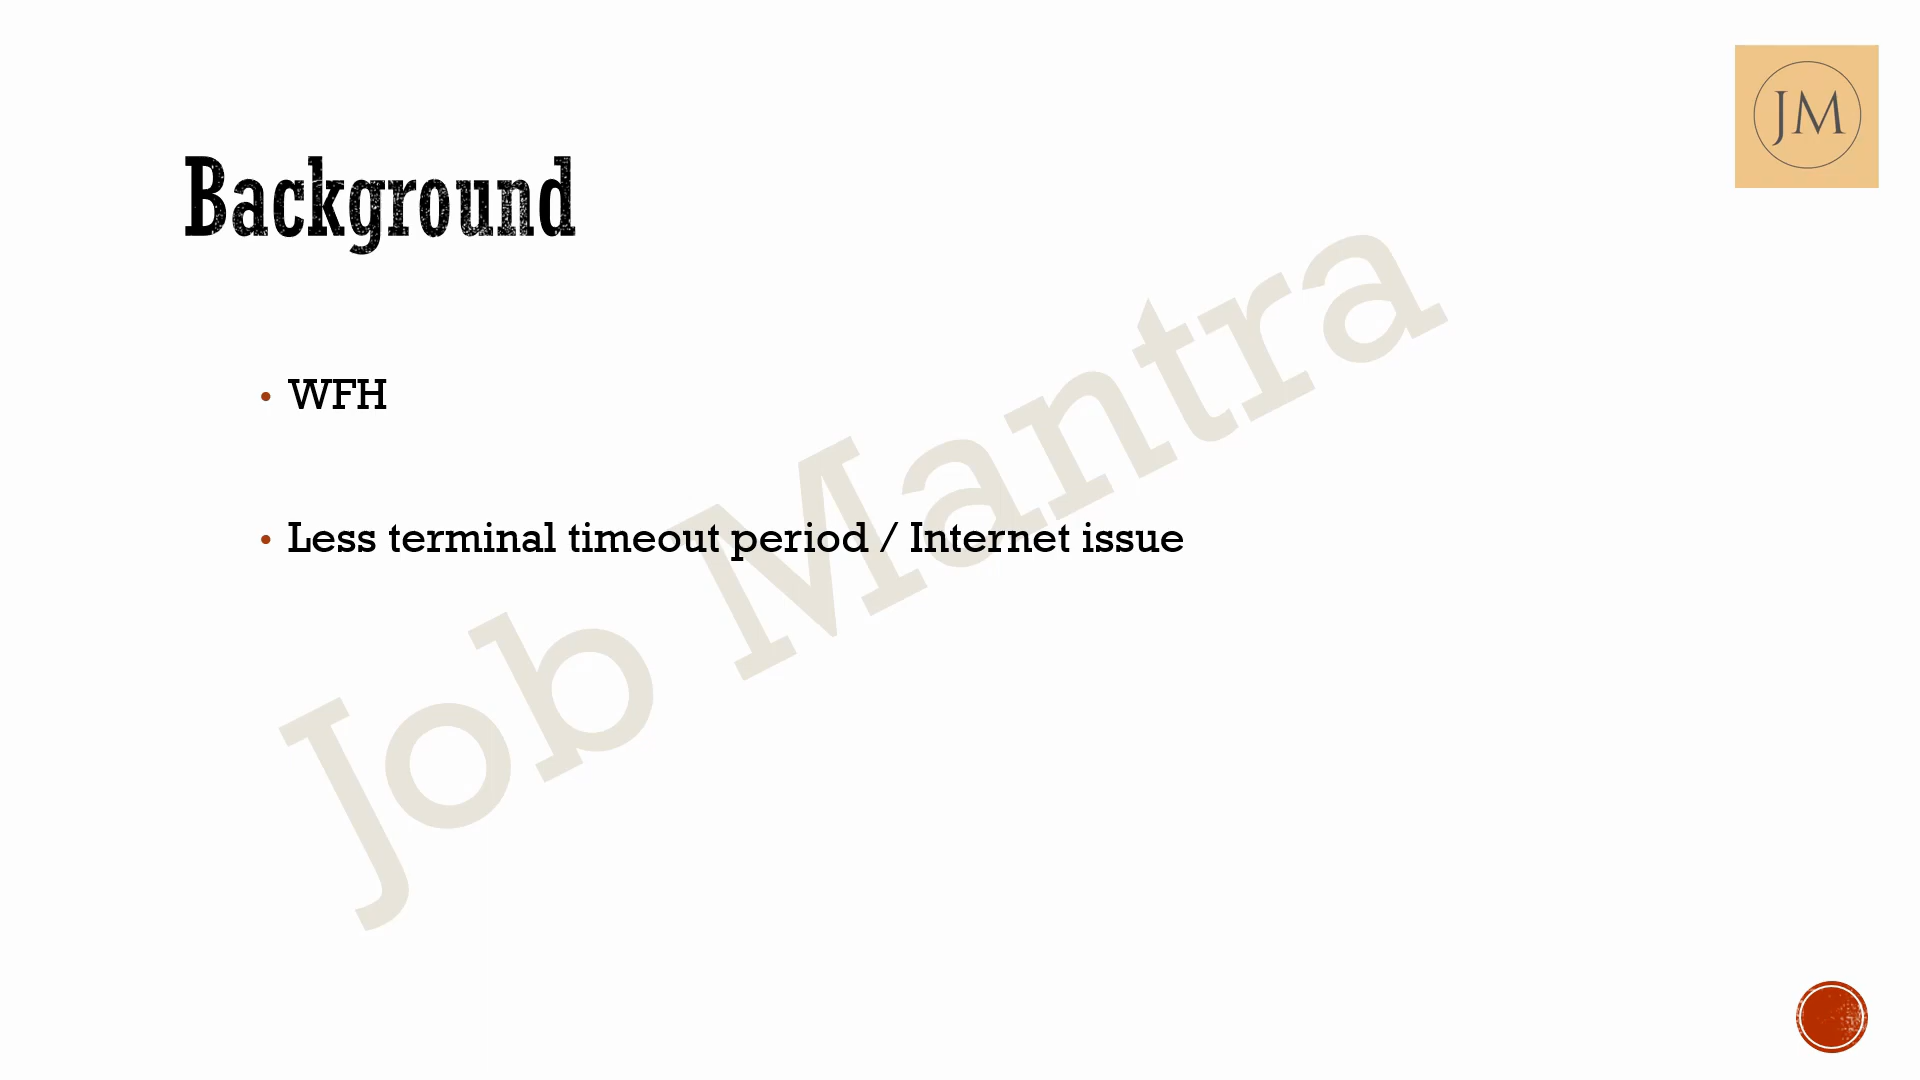 JM
Background
• WFH
• Less terminal timeout period / Internet issue
Job Mantra